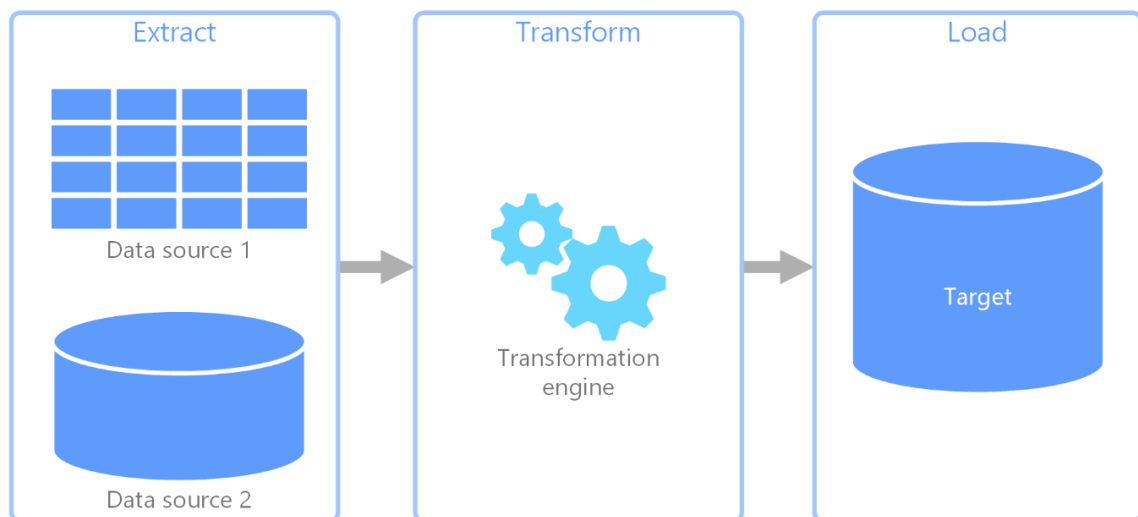 Extract
Data source 1
Data source 2
Transform
Transformation
engine
Load
Target